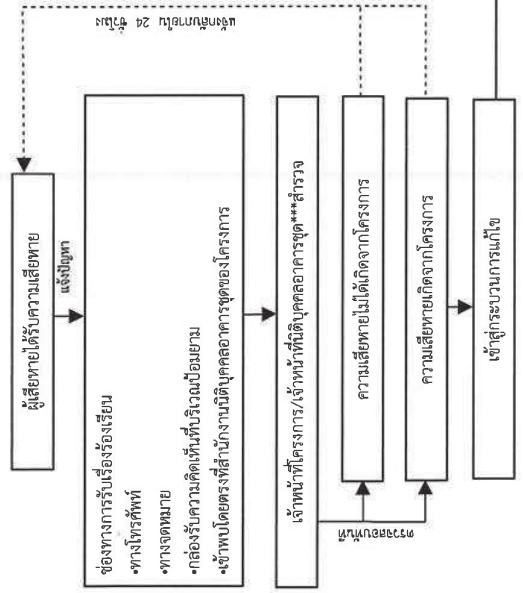 ผู้เสียหายได้รับความเสียหาย
แจ้งปัญหา
ช่องทางการรับเรื่องร้องเรียน
•ทางโทรศัพท์
•ทางจดหมาย
•กล่องรับความคิดเห็นที่บริเวณป้อมยาม
•เข้าพบโดยตรงที่สำนักงานนิติบุคคลอาคารชุดของโครงการ
เจ้าหน้าที่โครงการ/เจ้าหน้าที่นิติบุคคลอาคารชุด***สำรวจ
ตรวจสอบทันที
ความเสียหายไม่ได้เกิดจากโครงการ
ความเสียหายเกิดจากโครงการ
แจ้งกลับภายใน 24 ชั่วโมง
เข้าสู่กระบวนการแก้ไข